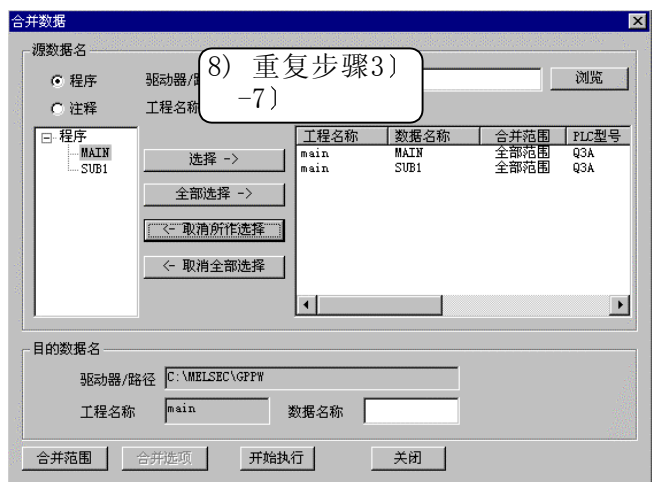 合并数据
源数据名
程序
驱动器/
8) 重复步骤3〕
-7〕
浏览
注释
工程名称
程序
MAIN
SUB1
选择 ->
全部选择 ->
<- 取消所作选择
<- 取消全部选择
工程名称 数据名称 合并范围 PLC型号
main MAIN 全部范围 Q3A
main SUB1 全部范围 Q3A
目的数据名
驱动器/路径 C:\MELSEC\GPPW
工程名称 main 数据名称
合并范围 合并选项 开始执行 关闭